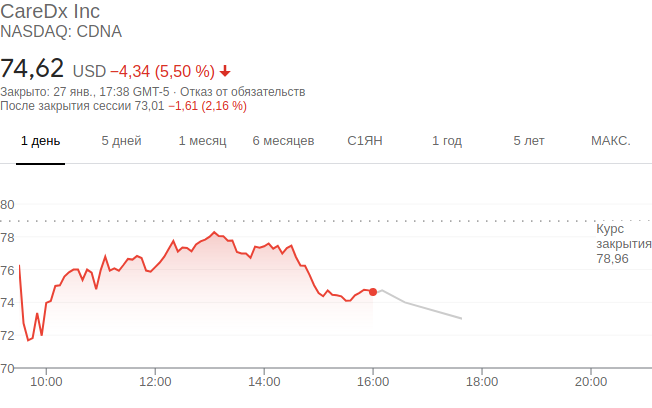 CareDx Inc
NASDAQ: CDNA
74,62 USD −4,34 (5,50 %)
Закрыто: 27 янв., 17:38 GMT-5 · Отказ от обязательств
После закрытия сессии 73,01 −1,61 (2,16 %)
1 день 5 дней 1 месяц 6 месяцев С1ЯН 1 год 5 лет МАКС.
80
Курс
78
закрытия
78,96
76
74
72
70
10:00 12:00 14:00 16:00 18:00 20:00